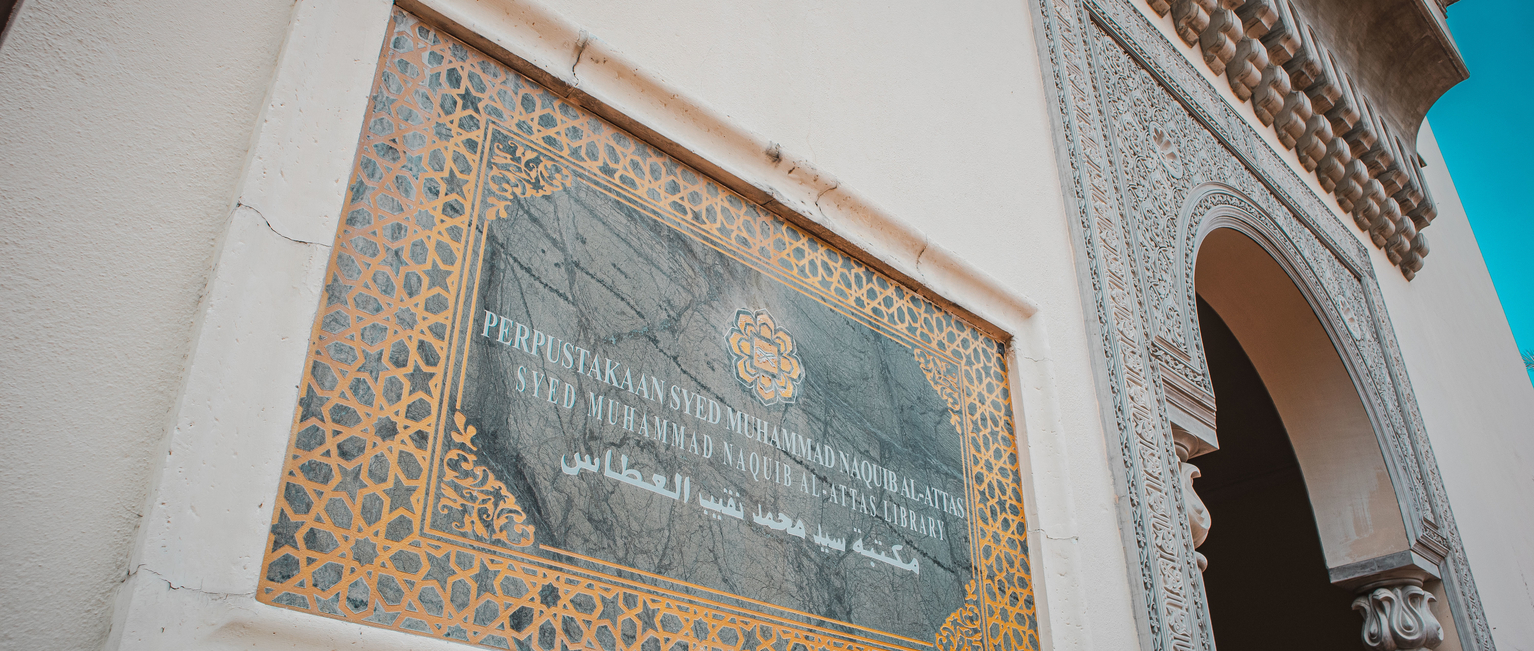 PERPUSTAKAAN SYED MUHAMMAD NAQUIB AL-ATTAS
SYED MUHAMMAD NAQUIB AL-ATTAS LIBRARY
مكتبة سيد محمد نقيب العطاس